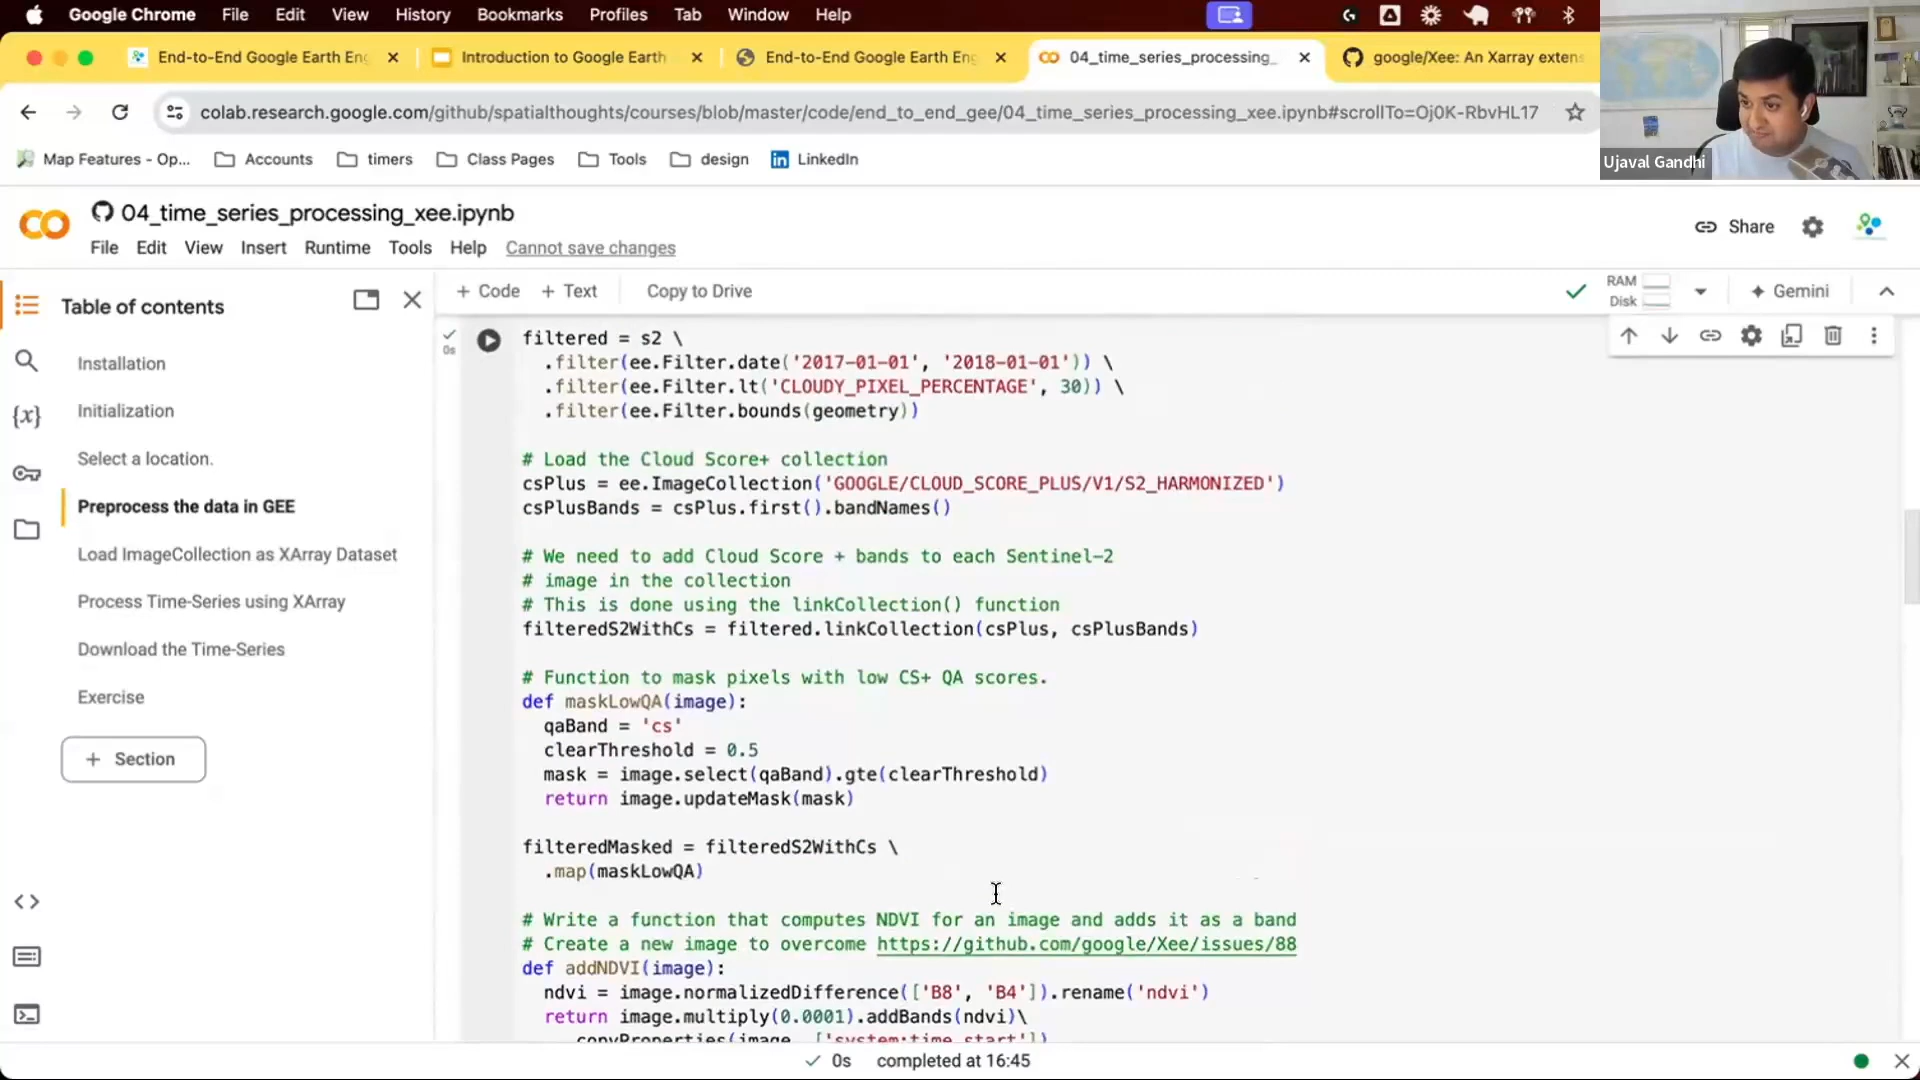 Google Chrome File Edit View History Bookmarks Profiles Tab Window Help
End-to-End Google Earth Eng
Introduction to Google Earth
End-to-End Google Earth Eng
04_time_series_processing_
google/Xee: An Xarray extens
colab.research.google.com/github/spatialthoughts/courses/blob/master/code/end_to_end_gee/04_time_series_processing_xee.ipynb#scrollTo=Oj0K-RbvHL17
Map Features - Op... Accounts timers Class Pages Tools design LinkedIn
Ujaval Gandhi
04_time_series_processing_xee.ipynb
File Edit View Insert Runtime Tools Help Cannot save changes
Share
Table of contents
Installation
Initialization
Select a location.
Preprocess the data in GEE
Load ImageCollection as XArray Dataset
Process Time-Series using XArray
Download the Time-Series
Exercise
+ Section
+ Code + Text Copy to Drive
RAM
Disk
Gemini
0s
filtered = s2 \
.filter(ee.Filter.date('2017-01-01', '2018-01-01')) \
.filter(ee.Filter.lt('CLOUDY_PIXEL_PERCENTAGE', 30)) \
.filter(ee.Filter.bounds(geometry))
# Load the Cloud Score+ collection
csPlus = ee.ImageCollection('GOOGLE/CLOUD_SCORE_PLUS/V1/S2_HARMONIZED')
csPlusBands = csPlus.first().bandNames()
# We need to add Cloud Score + bands to each Sentinel-2
# image in the collection
# This is done using the linkCollection() function
filteredS2WithCs = filtered.linkCollection(csPlus, csPlusBands)
# Function to mask pixels with low CS+ QA scores.
def maskLowQA(image):
qaBand = 'cs'
clearThreshold = 0.5
mask = image.select(qaBand).gte(clearThreshold)
return image.updateMask(mask)
filteredMasked = filteredS2WithCs \
.map(maskLowQA)
# Write a function that computes NDVI for an image and adds it as a band
# Create a new image to overcome https://github.com/google/Xee/issues/88
def addNDVI(image):
ndvi = image.normalizedDifference(['B8', 'B4']).rename('ndvi')
return image.multiply(0.0001).addBands(ndvi)\
copyProperties(image, ['system:time_start'])
0s completed at 16:45